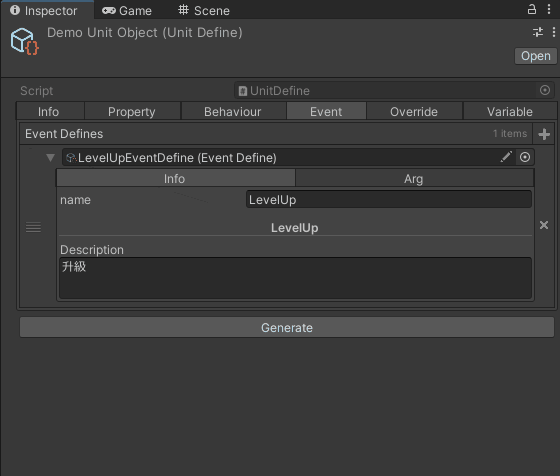 Inspector Game Scene
Demo Unit Object (Unit Define)
Open
Script UnitDefine
Info Property Behaviour Event Override Variable
Event Defines 1 items
LevelUpEventDefine (Event Define)
Info Arg
name LevelUp
LevelUp
Description
升級
Generate